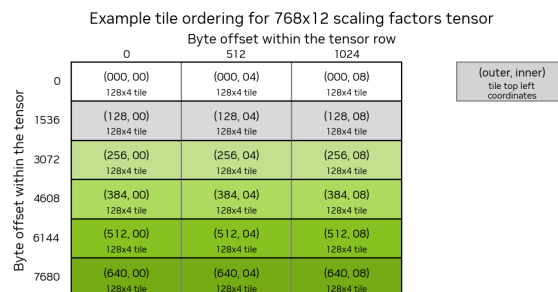 Example tile ordering for 768x12 scaling factors tensor
Byte offset within the tensor row
0 512 1024
Byte offset within the tensor
0 (000, 00) (000, 04) (000, 08)
128x4 tile 128x4 tile 128x4 tile
1536 (128, 00) (128, 04) (128, 08)
128x4 tile 128x4 tile 128x4 tile
3072 (256, 00) (256, 04) (256, 08)
128x4 tile 128x4 tile 128x4 tile
4608 (384, 00) (384, 04) (384, 08)
128x4 tile 128x4 tile 128x4 tile
6144 (512, 00) (512, 04) (512, 08)
128x4 tile 128x4 tile 128x4 tile
7680 (640, 00) (640, 04) (640, 08)
128x4 tile 128x4 tile 128x4 tile
(outer, inner)
tile top left
coordinates